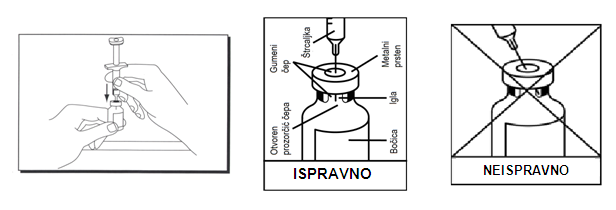 Gumeni
čep
Štrcaljka
Metalni
prsten
Igla
Otvoren
prozorčić čepa
Bočica
ISPRAVNO
NEISPRAVNO